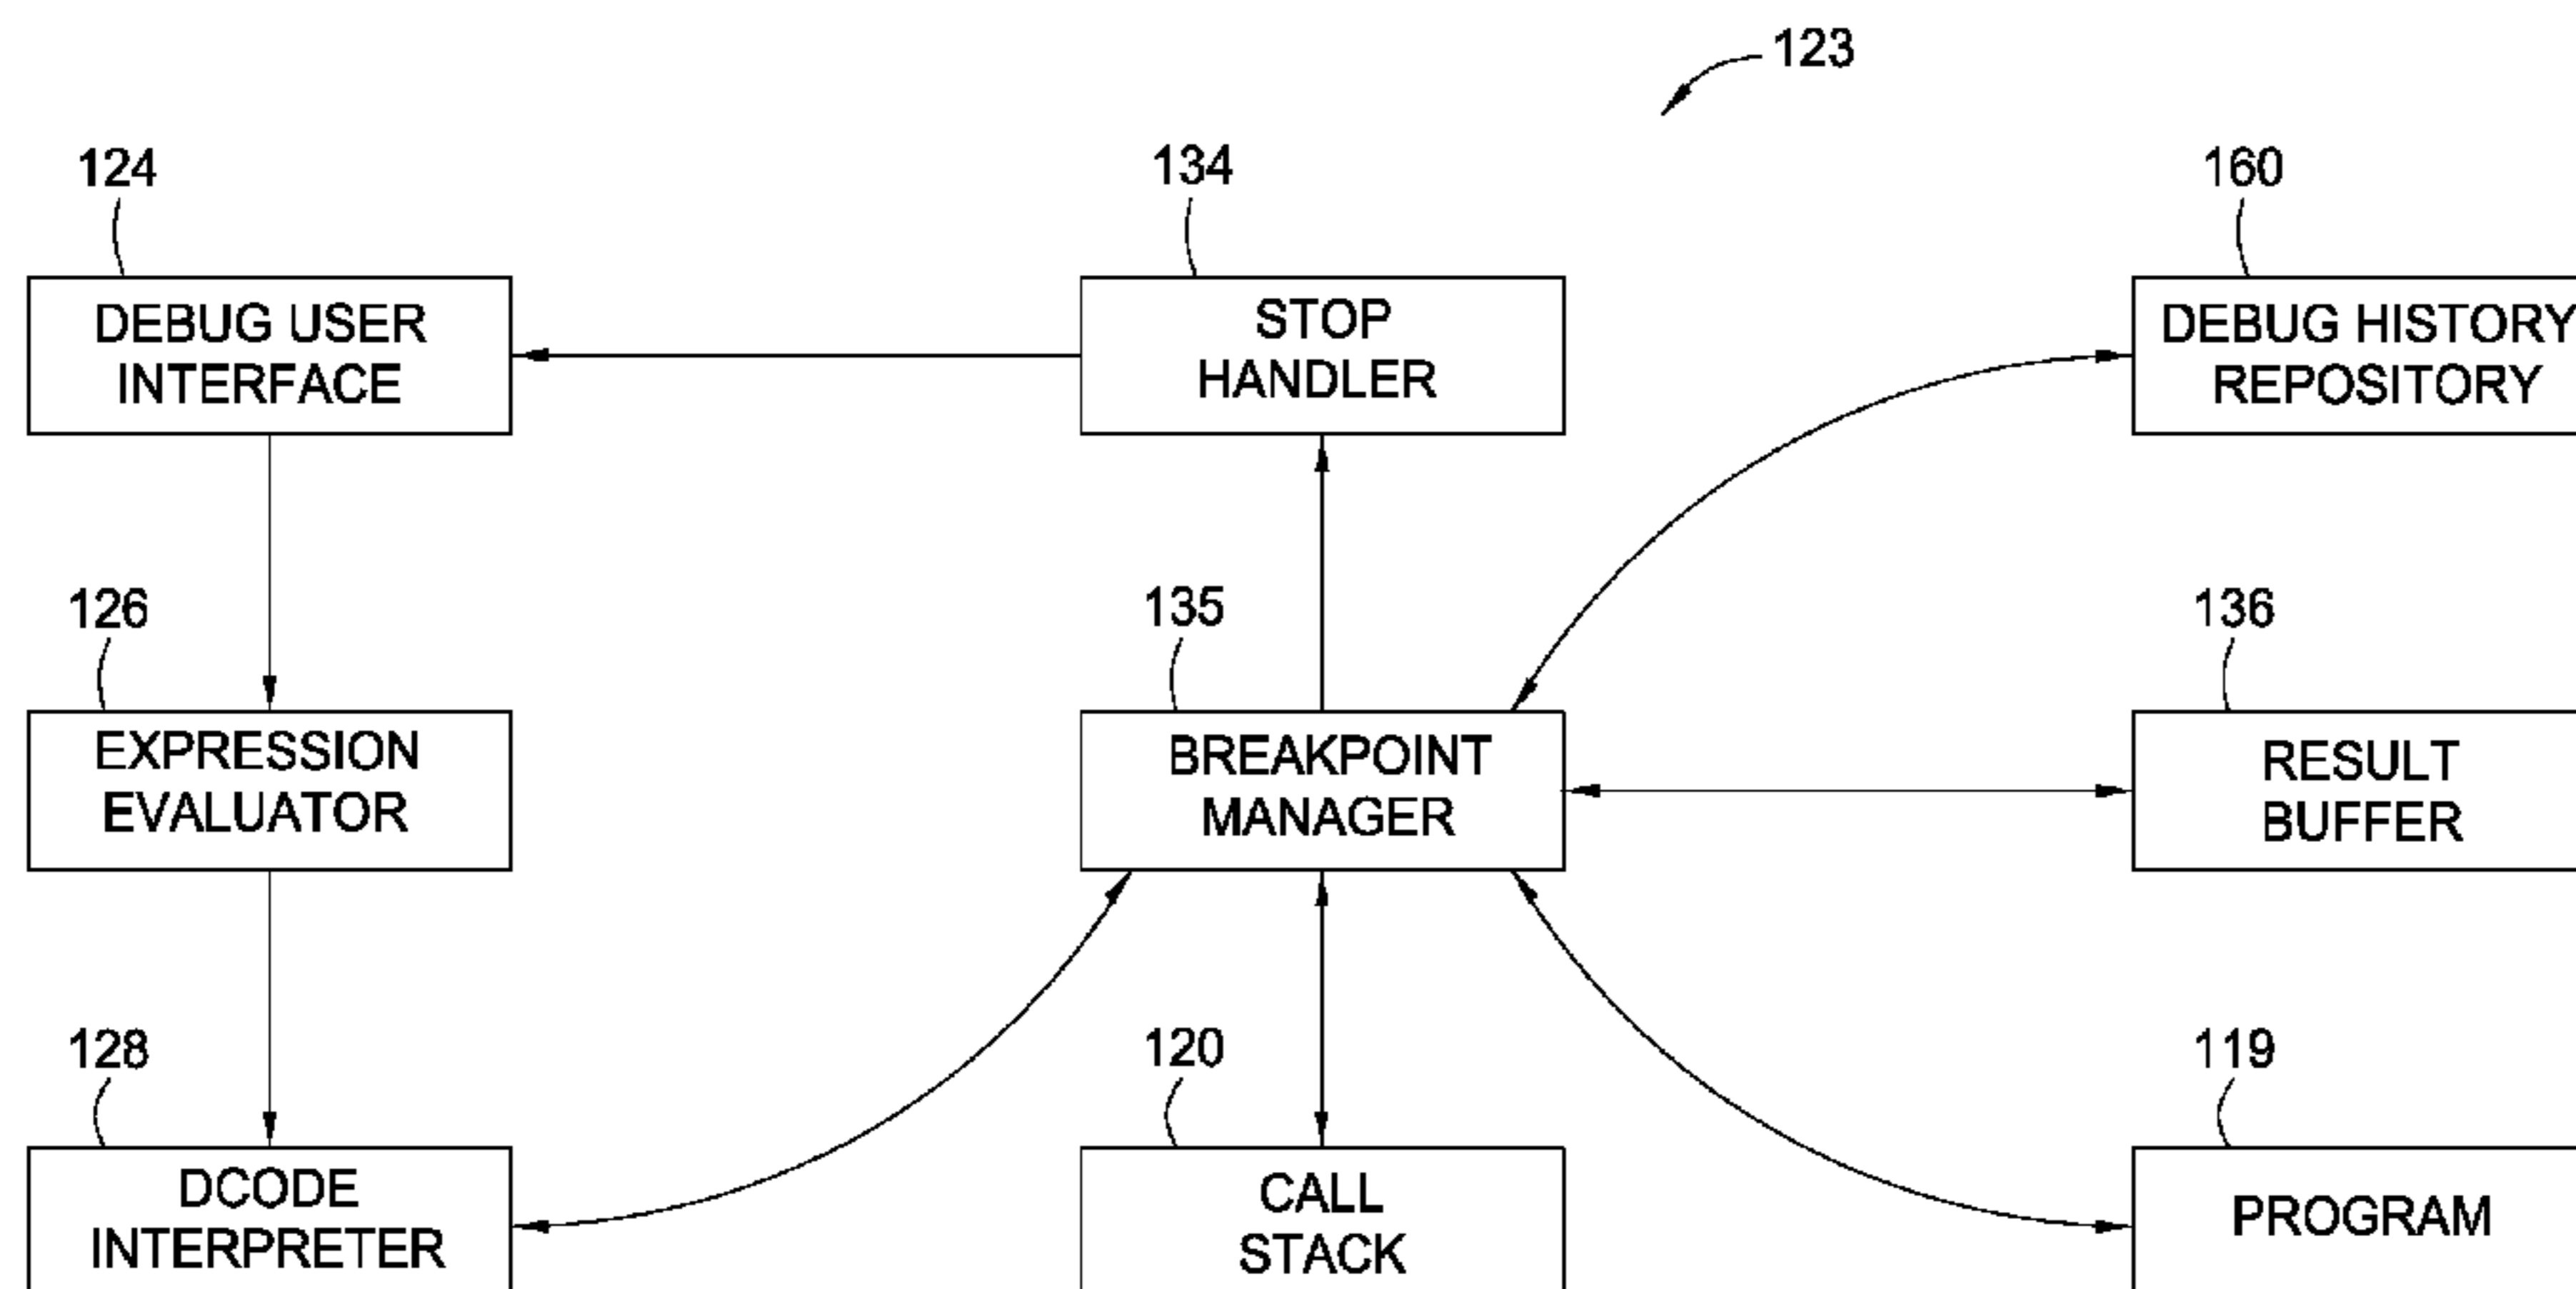 123
124
134
160
DEBUG USER
INTERFACE
STOP
HANDLER
DEBUG HISTORY
REPOSITORY
126
135
136
EXPRESSION
EVALUATOR
BREAKPOINT
MANAGER
RESULT
BUFFER
128
120
119
DCODE
INTERPRETER
CALL
STACK
PROGRAM